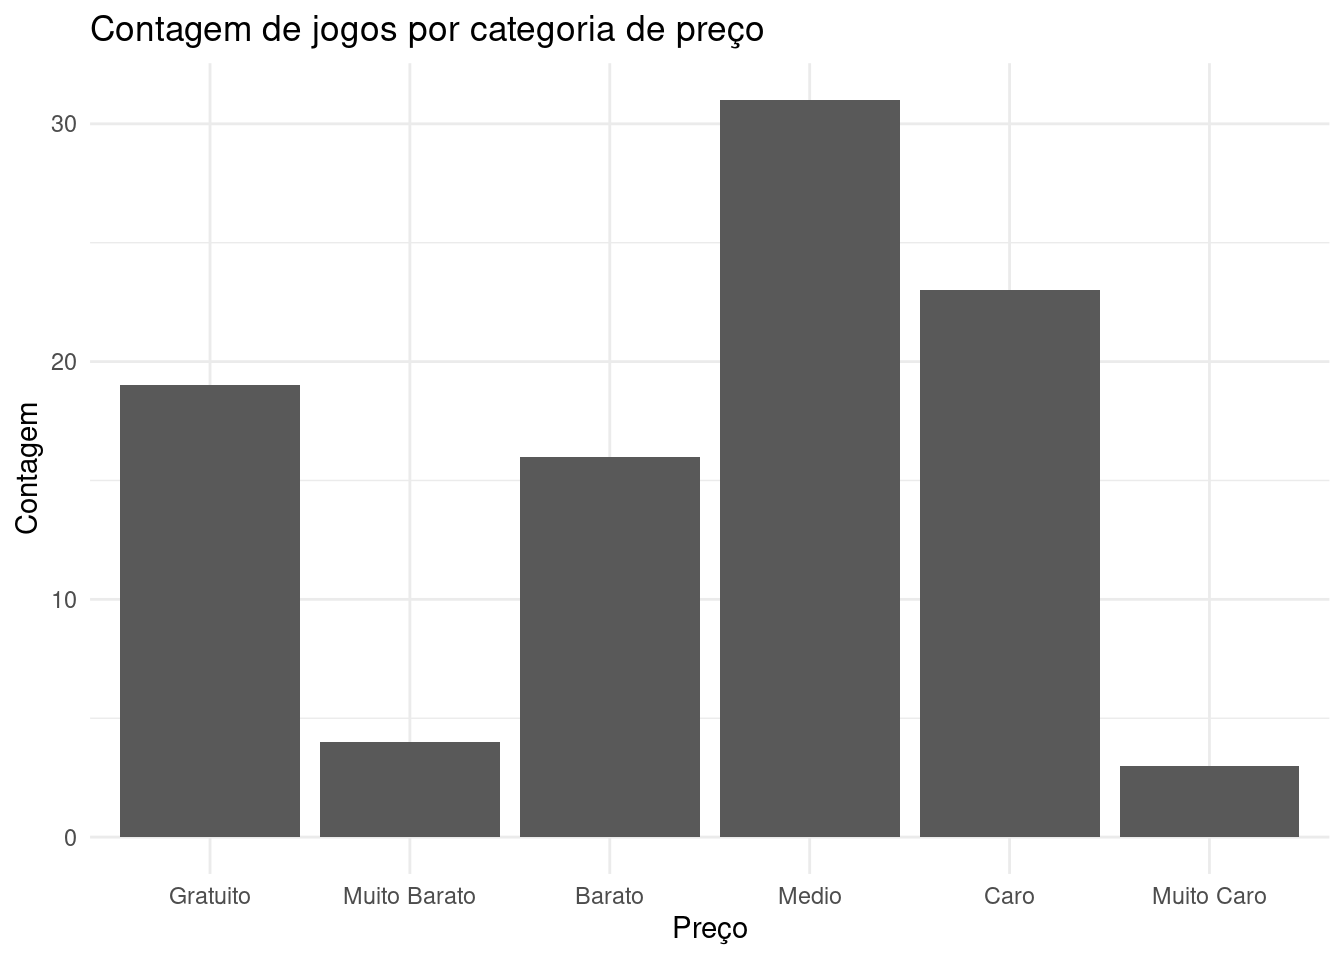 Contagem de jogos por categoria de preço
30
20
10
0
Contagem
Gratuito Muito Barato Barato Medio Caro Muito Caro
Preço